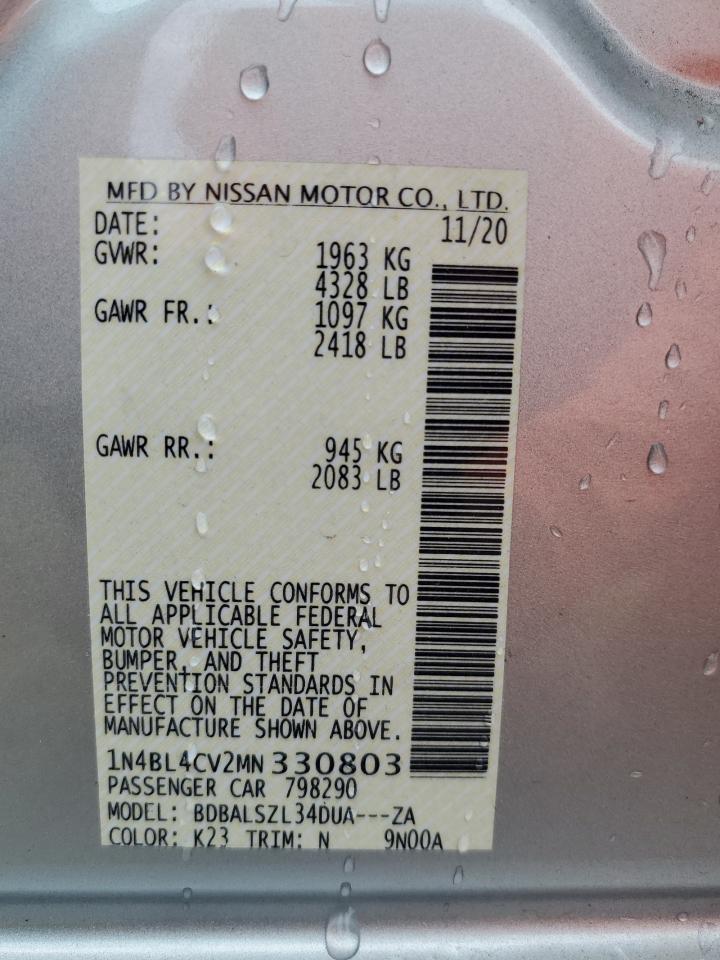 MFD BY NISSAN MOTOR CO., LTD.
DATE: 11/20
GVWR: 1963 KG
4328 LB
GAWR FR.: 1097 KG
2418 LB
GAWR RR.: 945 KG
2083 LB
THIS VEHICLE CONFORMS TO
ALL APPLICABLE FEDERAL
MOTOR VEHICLE SAFETY,
BUMPER, AND THEFT
PREVENTION STANDARDS IN
EFFECT ON THE DATE OF
MANUFACTURE SHOWN ABOVE.
1N4BL4CV2MN 330803
PASSENGER CAR 798290
MODEL: BDBALSZL34DUA---ZA
COLOR: K23 TRIM: N 9N00A